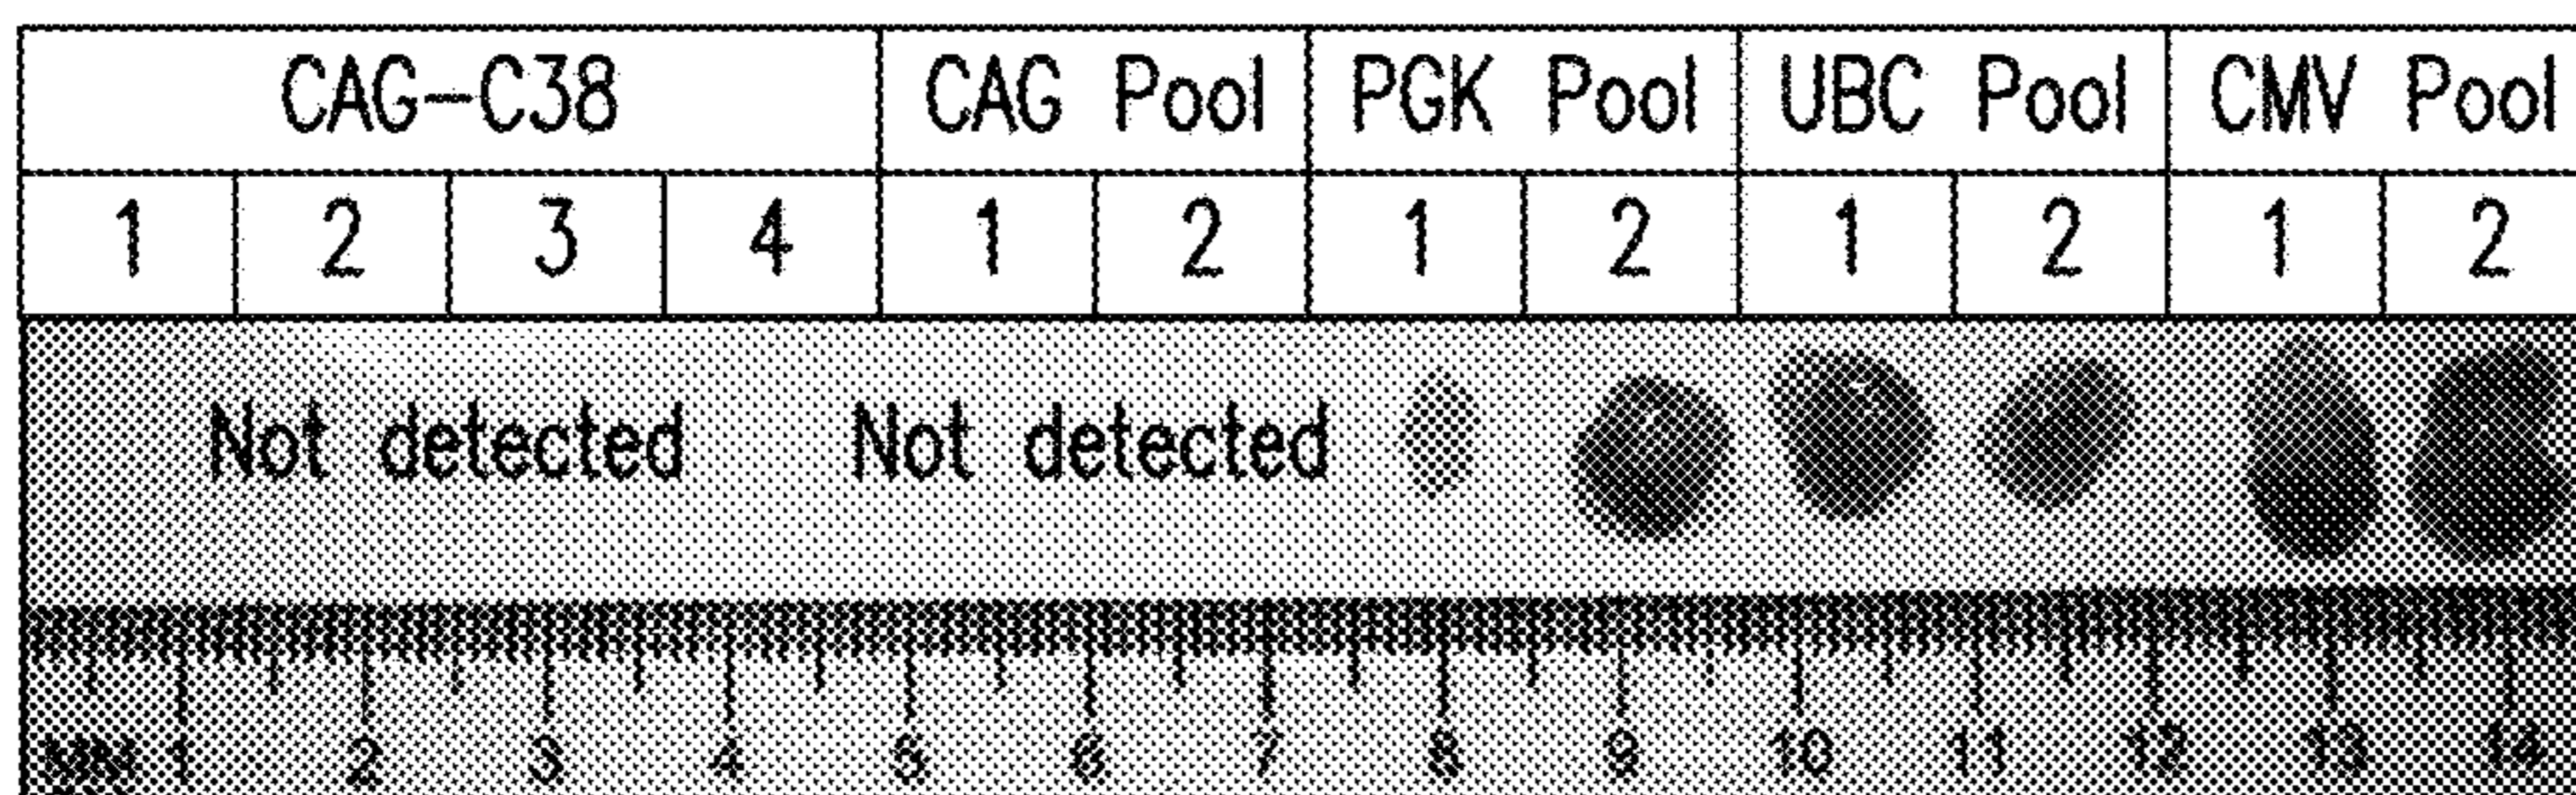 CAG-C38 CAG Pool PGK Pool UBC Pool CMV Pool
1 2 3 4 1 2 1 2 1 2 1 2
Not detected Not detected
MM 1 2 3 4 5 6 7 8 9 10 11 12 13 14